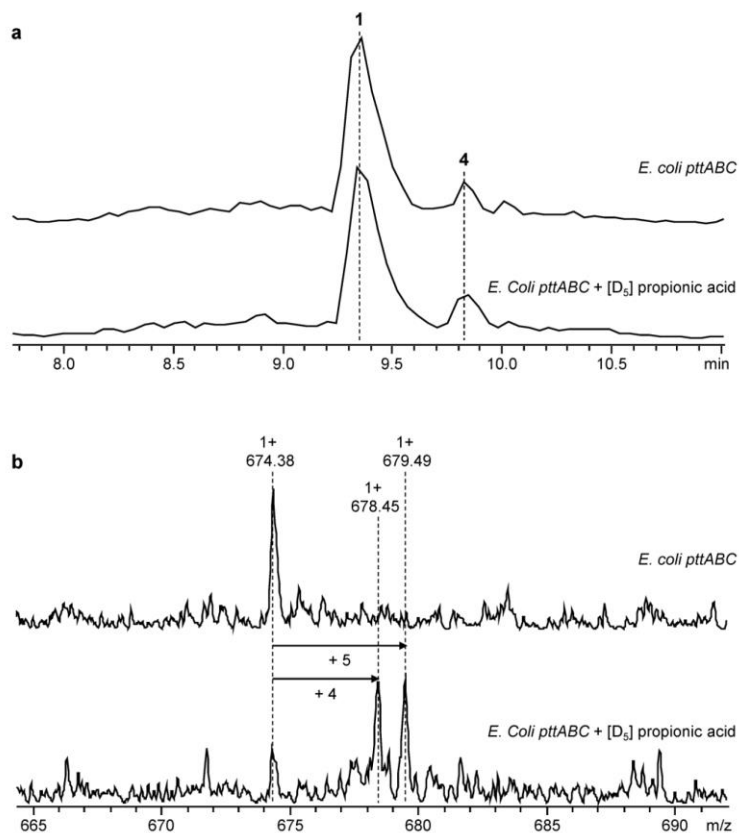 a
1
4
E. coli pttABC
E. Coli pttABC + [D₅] propionic acid
8.0 8.5 9.0 9.5 10.0 10.5 min
b
1+ 1+
674.38 679.49
1+
678.45
E. coli pttABC
+ 5
+ 4
E. Coli pttABC + [D₅] propionic acid
665 670 675 680 685 690 m/z